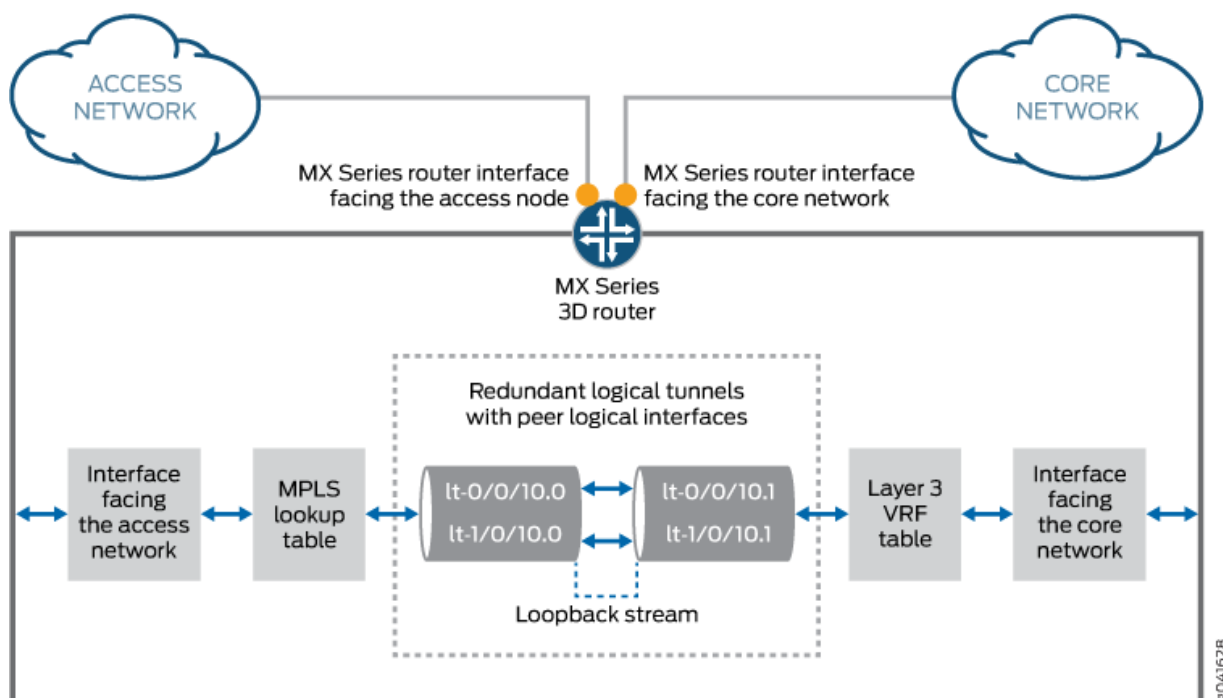 ACCESS
NETWORK
CORE
NETWORK
MX Series router interface
facing the access node
MX Series router interface
facing the core network
MX Series
3D router
Redundant logical tunnels
with peer logical interfaces
Interface
facing
the access
network
MPLS
lookup
table
lt-0/0/10.0
lt-1/0/10.0
lt-0/0/10.1
lt-1/0/10.1
Layer 3
VRF
table
Interface
facing
the core
network
Loopback stream
g041628